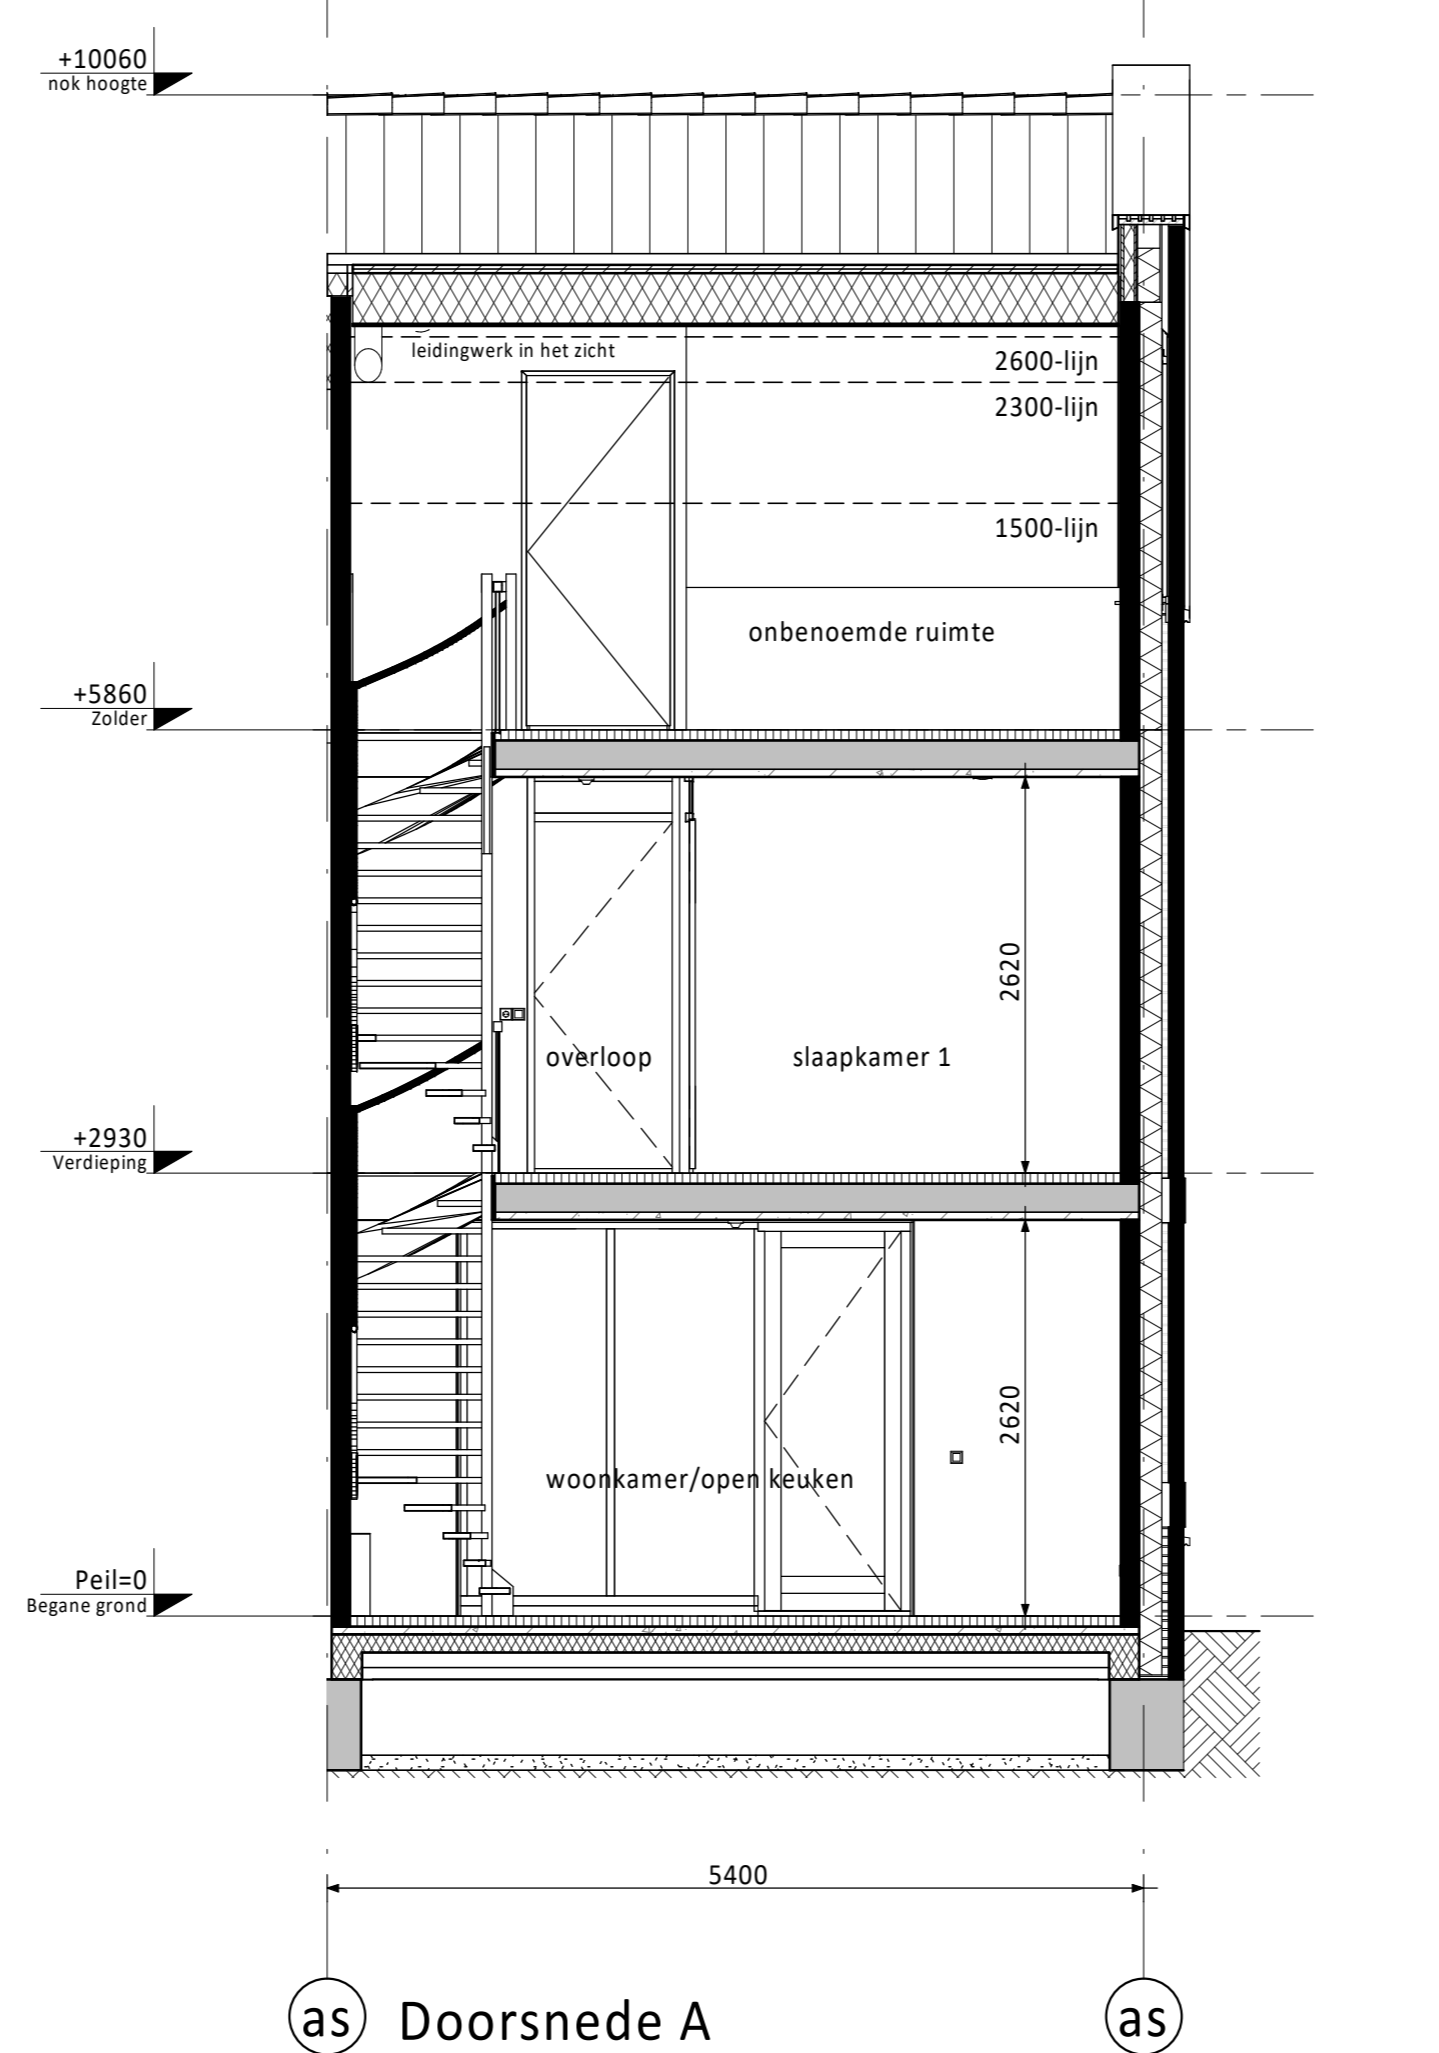 +10060
nok hoogte
leidingwerk in het zicht
2600-lijn
2300-lijn
1500-lijn
onbenoemde ruimte
+5860
Zolder
2620
overloop
slaapkamer 1
+2930
Verdieping
2620
woonkamer/open keuken
Peil=0
Begane grond
5400
as
Doorsnede A
as